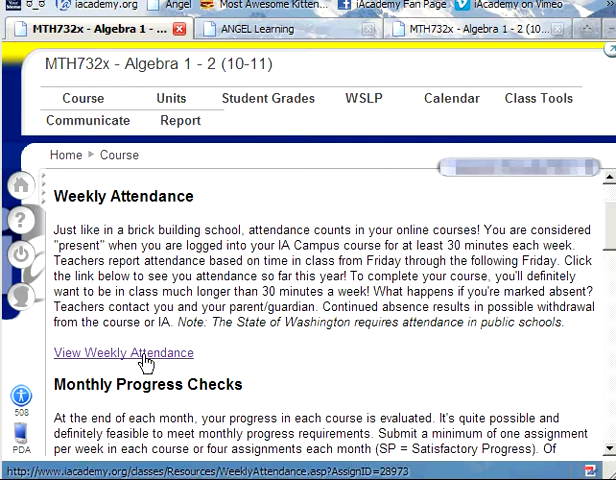 iacademy.org
Angel
Most Awesome Kitten...
iAcademy Fan Page
iAcademy on Vimeo
MTH732x - Algebra 1 - ...
ANGEL Learning
MTH732x - Algebra 1 - 2 (10...
MTH732x - Algebra 1 - 2 (10-11)
Course Units Student Grades WSLP Calendar Class Tools
Communicate Report
Home Course
Weekly Attendance
Just like in a brick building school, attendance counts in your online courses! You are considered
"present" when you are logged into your IA Campus course for at least 30 minutes each week.
Teachers report attendance based on time in class from Friday through the following Friday. Click
the link below to see you attendance so far this year! To complete your course, you'll definitely
want to be in class much longer than 30 minutes a week! What happens if you're marked absent?
Teachers contact you and your parent/guardian. Continued absence results in possible withdrawal
from the course or IA. Note: The State of Washington requires attendance in public schools.
View Weekly Attendance
Monthly Progress Checks
At the end of each month, your progress in each course is evaluated. It's quite possible and
definitely feasible to meet monthly progress requirements. Submit a minimum of one assignment
per week in each course or four assignments each month (SP = Satisfactory Progress). Of
508
PDA
http://www.iacademy.org/classes/Resources/WeeklyAttendance.asp?AssignID=28973